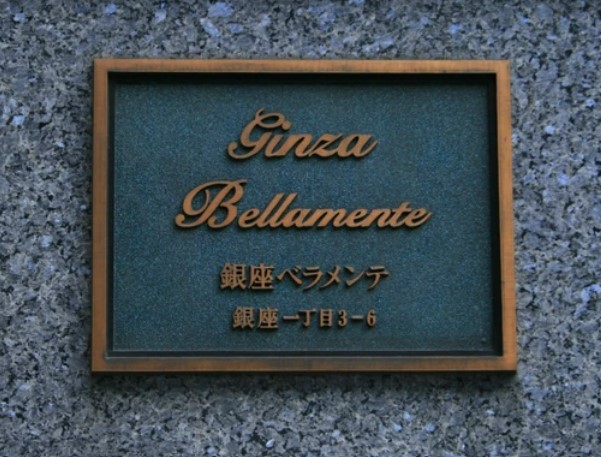 Ginza
Bellamente
銀座ベラメンテ
銀座一丁目3-6